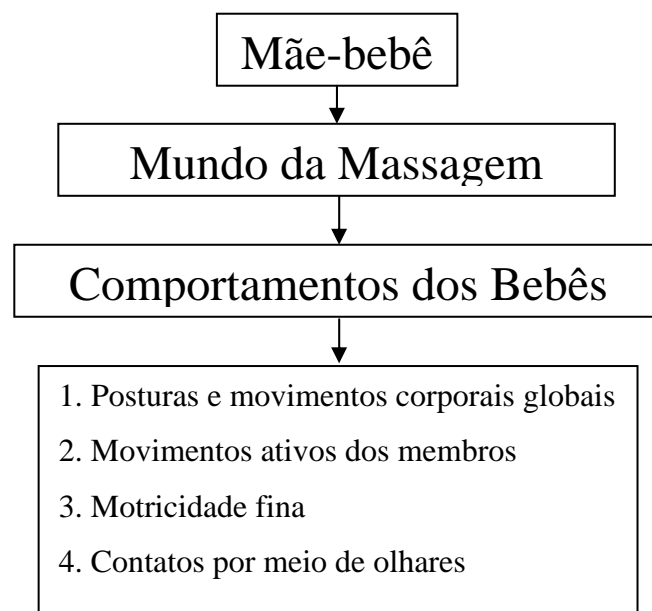 Mãe-bebê
Mundo da Massagem
Comportamentos dos Bebês
1. Posturas e movimentos corporais globais
2. Movimentos ativos dos membros
3. Motricidade fina
4. Contatos por meio de olhares